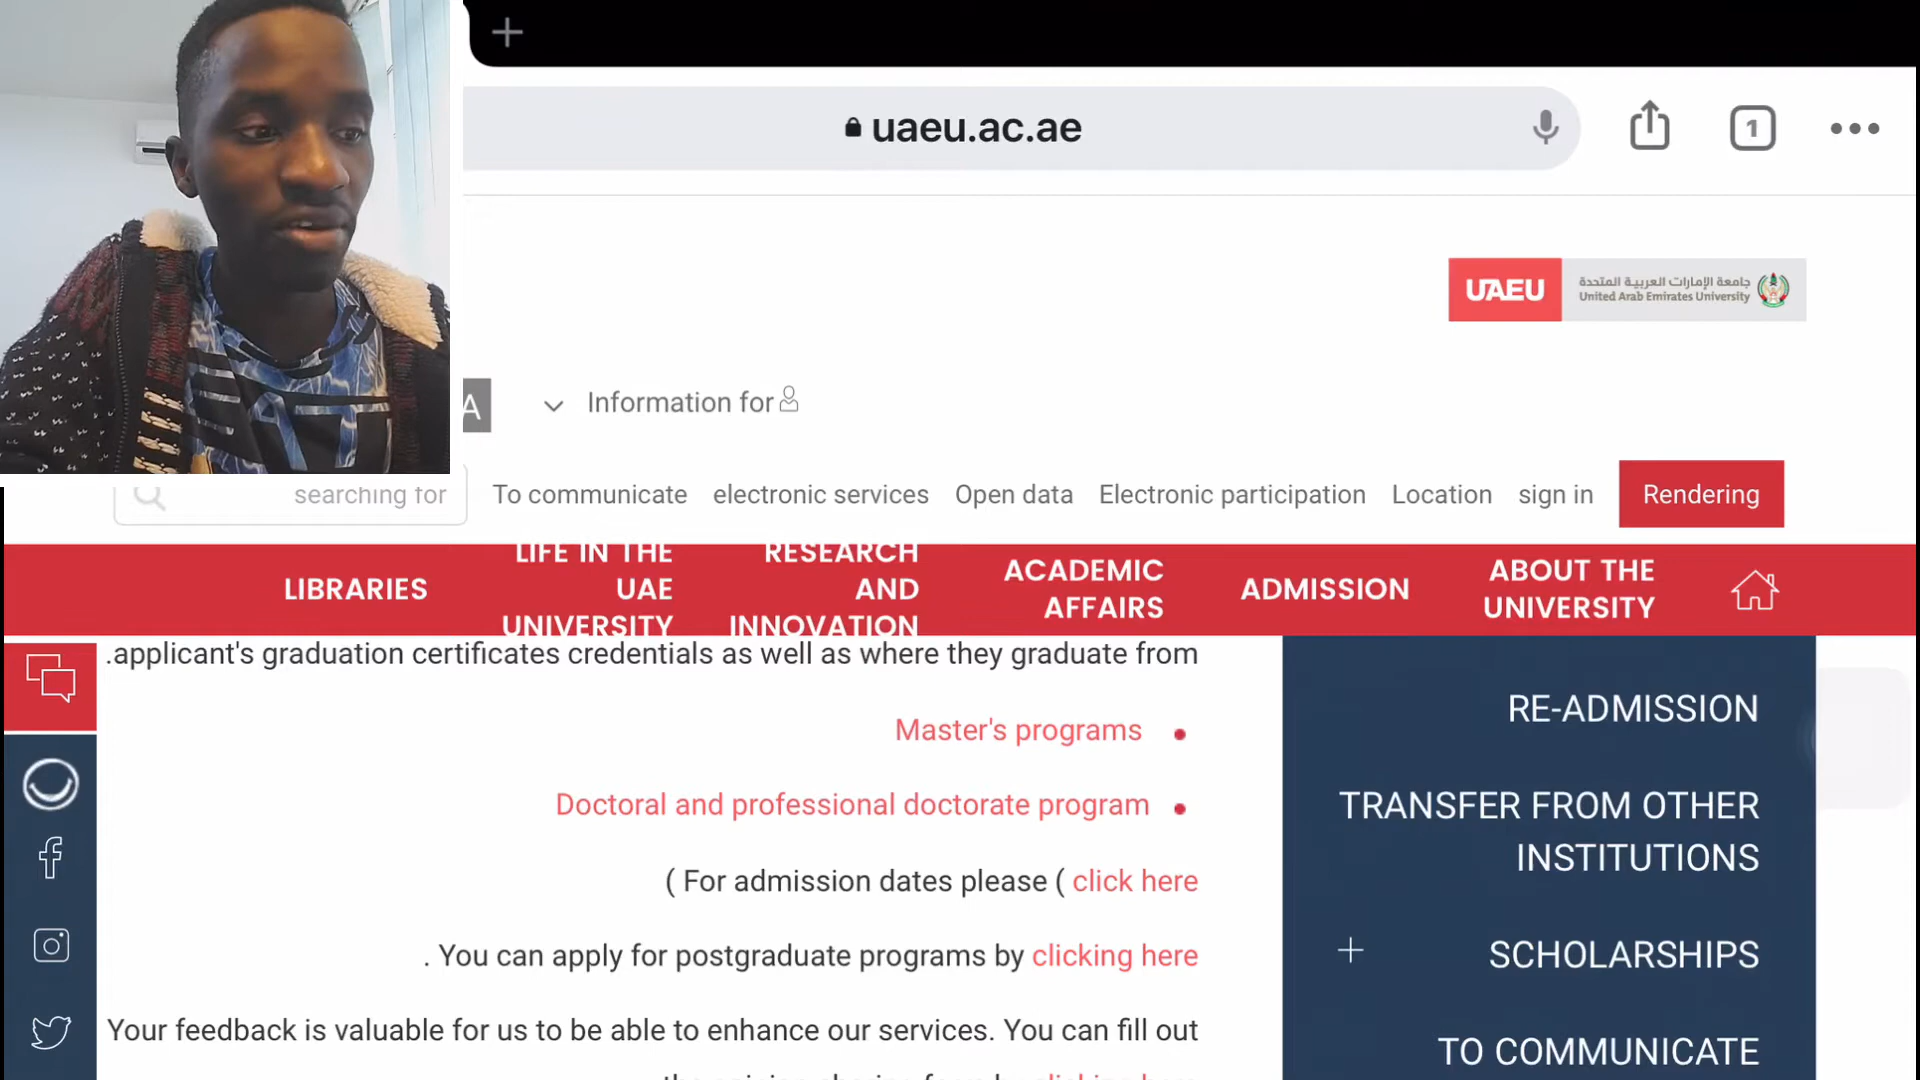 uaeu.ac.ae
1
UAEU
جامعة الإمارات العربية المتحدة
United Arab Emirates University
A
Information for
searching for
To communicate
electronic services
Open data
Electronic participation
Location
sign in
Rendering
LIBRARIES
LIFE IN THE
UAE
UNIVERSITY
RESEARCH
AND
INNOVATION
ACADEMIC
AFFAIRS
ADMISSION
ABOUT THE
UNIVERSITY
.applicant's graduation certificates credentials as well as where they graduate from
Master's programs
Doctoral and professional doctorate program
( For admission dates please ( click here
. You can apply for postgraduate programs by clicking here
Your feedback is valuable for us to be able to enhance our services. You can fill out
RE-ADMISSION
TRANSFER FROM OTHER
INSTITUTIONS
SCHOLARSHIPS
TO COMMUNICATE